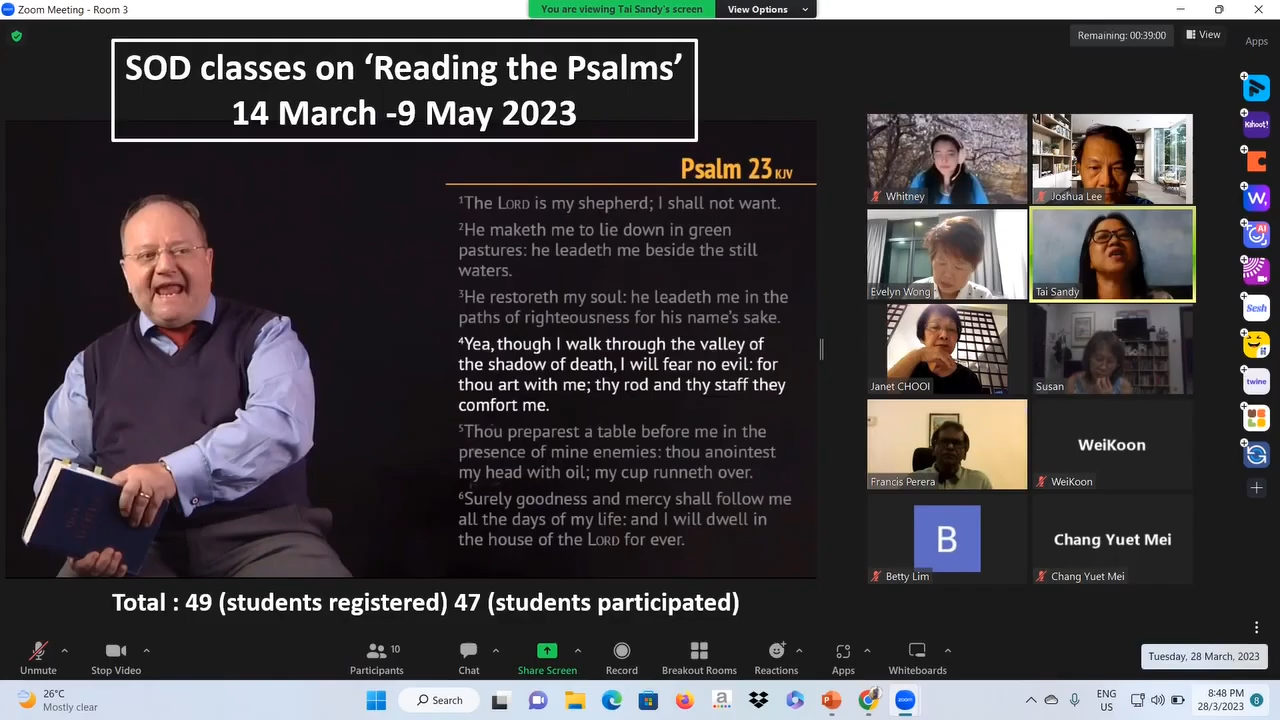 Zoom Meeting - Room 3
You are viewing Tai Sandy's screen
View Options
Remaining: 00:39:00
View
Apps
SOD classes on ‘Reading the Psalms’
14 March -9 May 2023
Psalm 23 KJV
1The LORD is my shepherd; I shall not want.
2He maketh me to lie down in green
pastures: he leadeth me beside the still
waters.
3He restoreth my soul: he leadeth me in the
paths of righteousness for his name's sake.
4Yea, though I walk through the valley of
the shadow of death, I will fear no evil: for
thou art with me; thy rod and thy staff they
comfort me.
5Thou preparest a table before me in the
presence of mine enemies: thou anointest
my head with oil; my cup runneth over.
6Surely goodness and mercy shall follow me
all the days of my life: and I will dwell in
the house of the LORD for ever.
Total : 49 (students registered) 47 (students participated)
Whitney
Joshua Lee
Evelyn Wong
Tai Sandy
Janet CHOOI
Susan
Francis Perera
WeiKoon
WeiKoon
B
Betty Lim
Chang Yuet Mei
Chang Yuet Mei
Kahoot!
W
AI
Sesh
twine
Unmute
Stop Video
Participants
10
Chat
Share Screen
Record
Breakout Rooms
Reactions
Apps
Whiteboards
Tuesday, 28 March, 2023
26°C
Mostly clear
Search
ENG
US
8:48 PM
28/3/2023
8